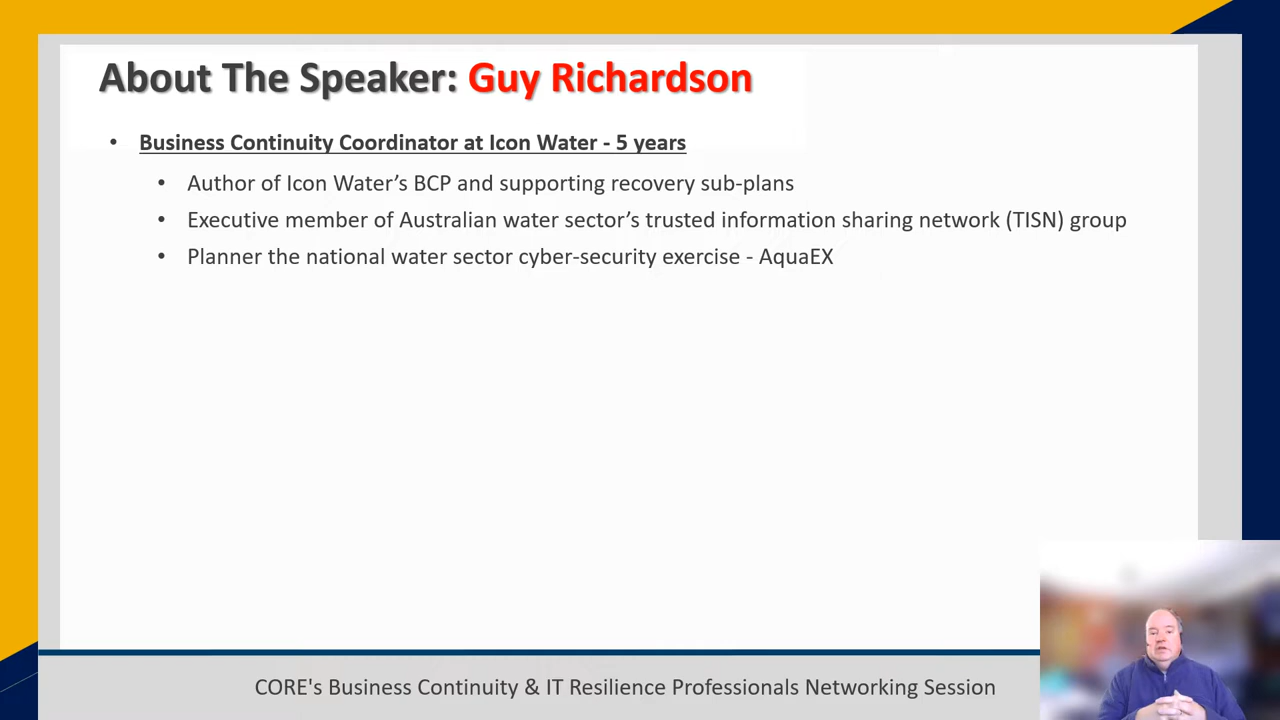 About The Speaker: Guy Richardson
• Business Continuity Coordinator at Icon Water - 5 years
• Author of Icon Water’s BCP and supporting recovery sub-plans
• Executive member of Australian water sector’s trusted information sharing network (TISN) group
• Planner the national water sector cyber-security exercise - AquaEX
CORE's Business Continuity & IT Resilience Professionals Networking Session